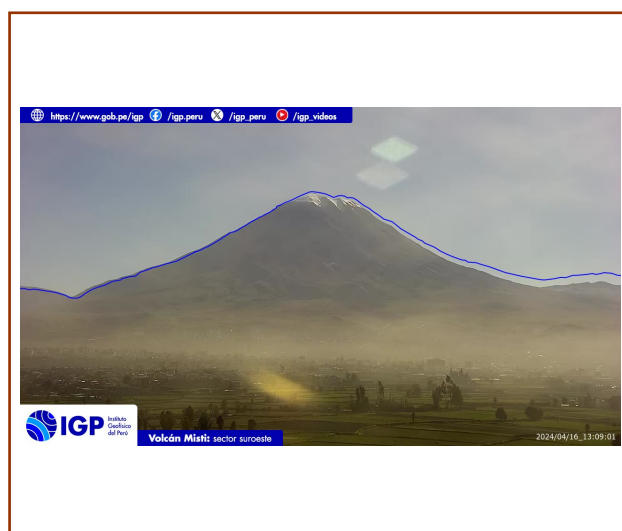 https://www.gob.pe/igp /igp.peru /igp_peru /igp_videos
IGP
Instituto
Geofísico
del Perú
Volcán Misti: sector suroeste
2024/04/16_13:09:01